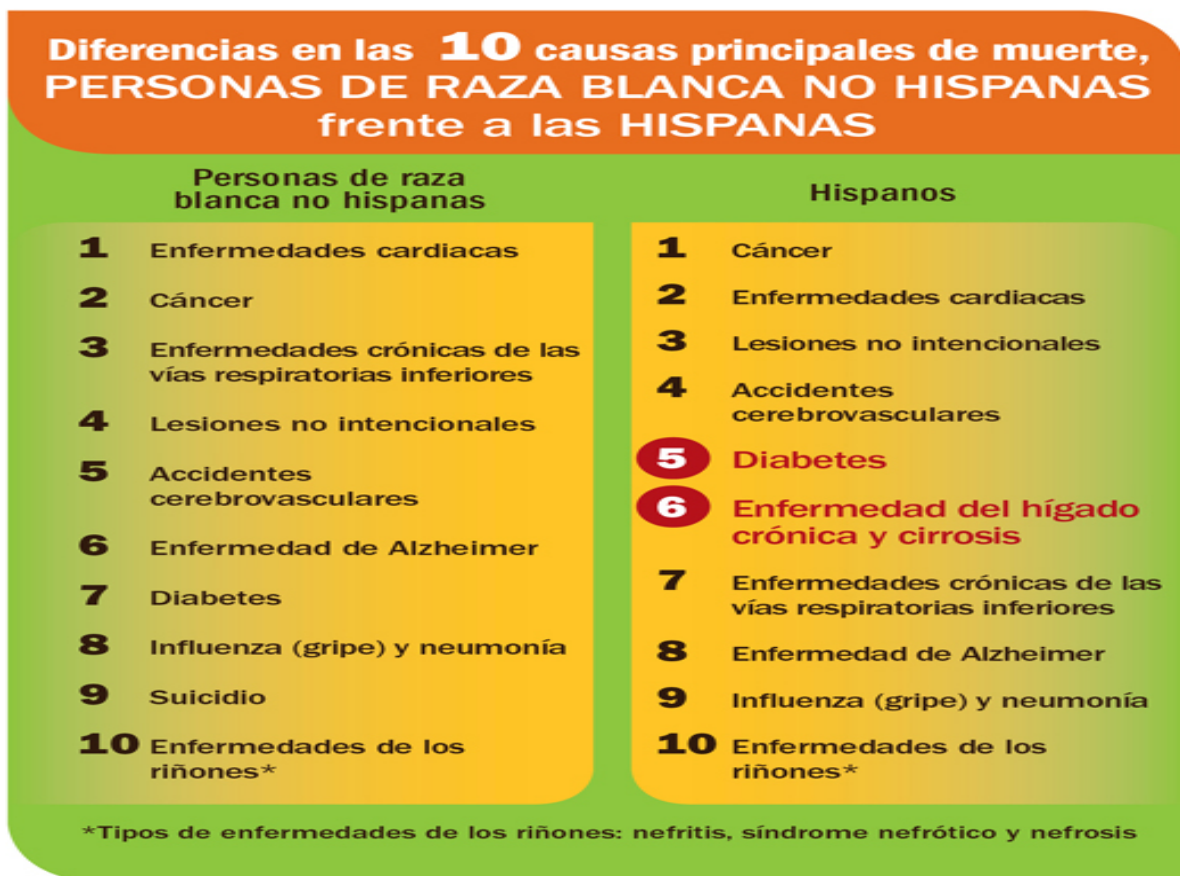 Diferencias en las 10 causas principales de muerte,
PERSONAS DE RAZA BLANCA NO HISPANAS
frente a las HISPANAS
Personas de raza
blanca no hispanas
1 Enfermedades cardiacas
2 Cáncer
3 Enfermedades crónicas de las
vías respiratorias inferiores
4 Lesiones no intencionales
5 Accidentes
cerebrovasculares
6 Enfermedad de Alzheimer
7 Diabetes
8 Influenza (gripe) y neumonía
9 Suicidio
10 Enfermedades de los
riñones*
Hispanos
1 Cáncer
2 Enfermedades cardiacas
3 Lesiones no intencionales
4 Accidentes
cerebrovasculares
5 Diabetes
6 Enfermedad del hígado
crónica y cirrosis
7 Enfermedades crónicas de las
vías respiratorias inferiores
8 Enfermedad de Alzheimer
9 Influenza (gripe) y neumonía
10 Enfermedades de los
riñones*
*Tipos de enfermedades de los riñones: nefritis, síndrome nefrótico y nefrosis